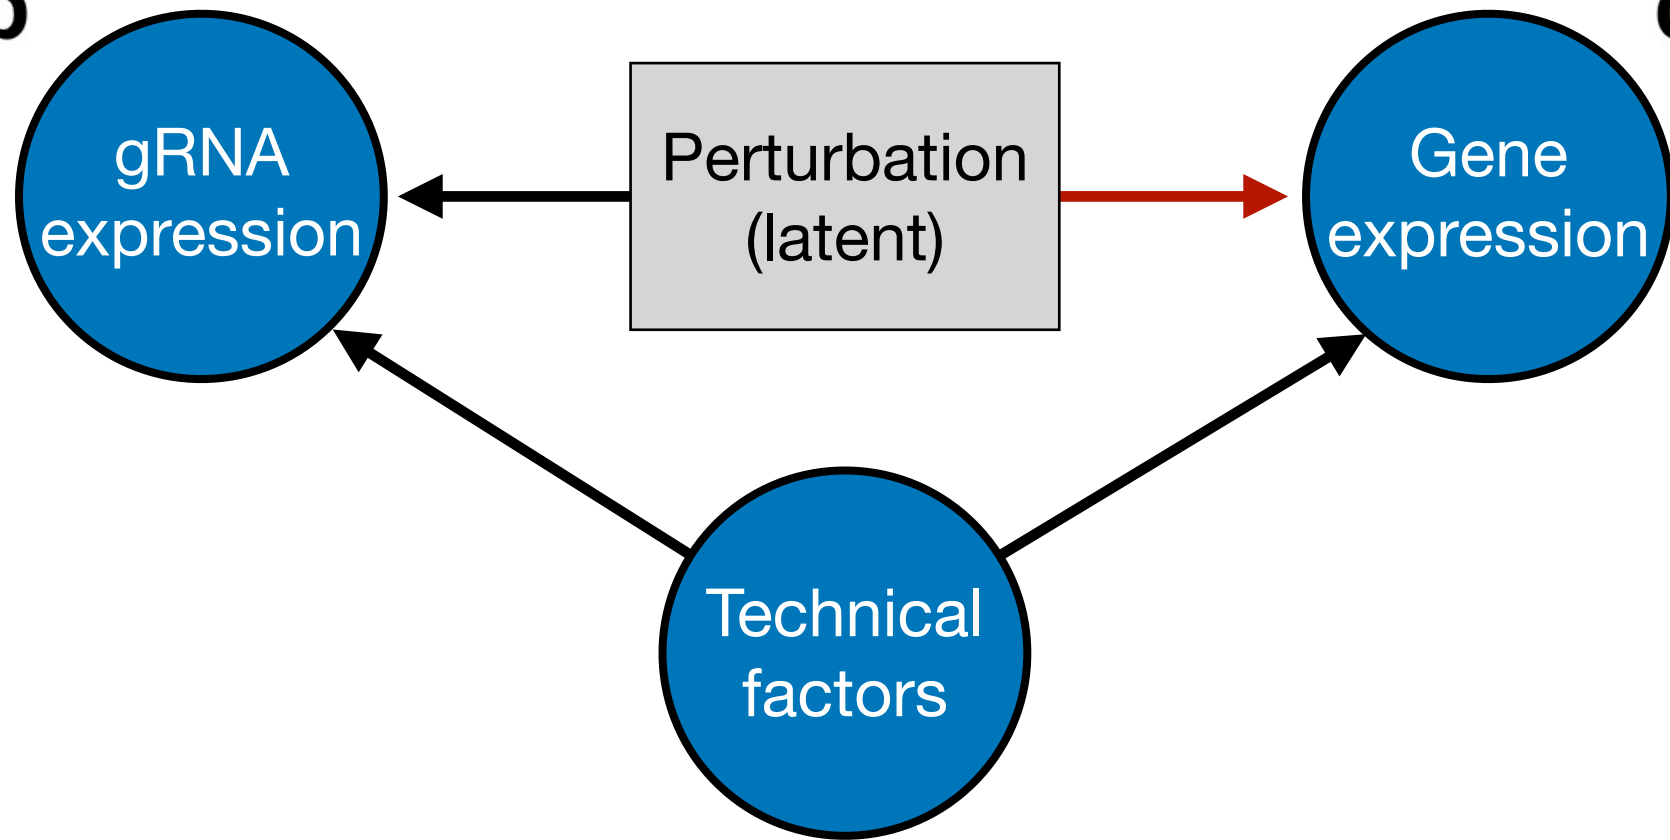 gRNA
expression
Perturbation
(latent)
Gene
expression
Technical
factors